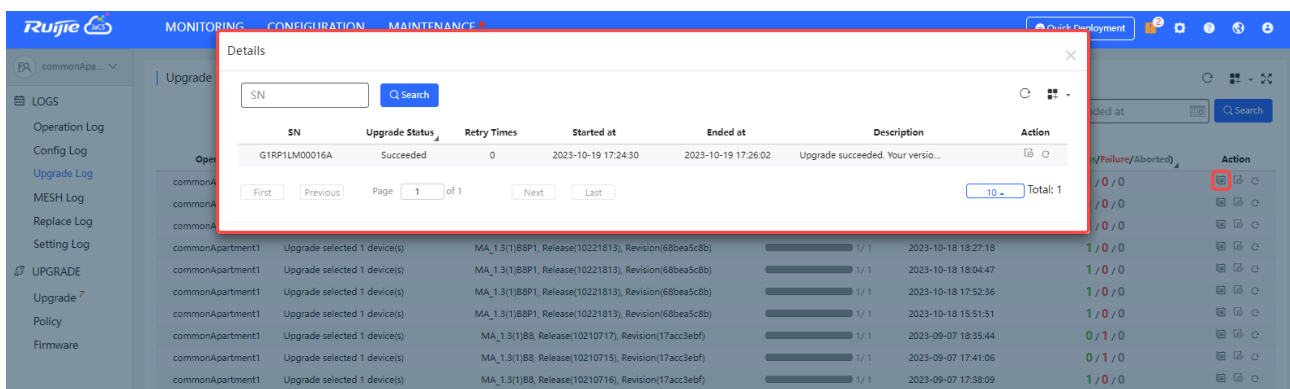 Ruijie JaCS MONITORING CONFIGURATION MAINTENANCE Quick Deployment 2
Details
commonApa...
Upgrade
SN Search
LOGS
Search
Operation Log
SN Upgrade Status Retry Times Started at Ended at Description Action
Config Log
G1RP1LM00016A Succeeded 0 2023-10-19 17:24:30 2023-10-19 17:26:02 Upgrade succeeded. Your versio...
/Failure/Aborted) Action
Upgrade Log
commonA /0/0
First Previous Page 1 of 1 Next Last 10 Total: 1
MESH Log
commonA /0/0
Replace Log
commonA /0/0
Setting Log
commonApartment1 Upgrade selected 1 device(s) MA_1.3(1)B8P1, Release(10221813), Revision(68bea5c8b) 1/ 1 2023-10-18 18:27:18 1/0/0
UPGRADE
commonApartment1 Upgrade selected 1 device(s) MA_1.3(1)B8P1, Release(10221813), Revision(68bea5c8b) 1/ 1 2023-10-18 18:04:47 1/0/0
Upgrade 7
commonApartment1 Upgrade selected 1 device(s) MA_1.3(1)B8P1, Release(10221813), Revision(68bea5c8b) 1/ 1 2023-10-18 17:52:36 1/0/0
Policy
commonApartment1 Upgrade selected 1 device(s) MA_1.3(1)B8P1, Release(10221813), Revision(68bea5c8b) 1/ 1 2023-10-18 15:51:51 1/0/0
Firmware
commonApartment1 Upgrade selected 1 device(s) MA_1.3(1)B8, Release(10210717), Revision(17acc3ebf) 1/ 1 2023-09-07 18:35:44 0/1/0
commonApartment1 Upgrade selected 1 device(s) MA_1.3(1)B8, Release(10210715), Revision(17acc3ebf) 1/ 1 2023-09-07 17:41:06 0/1/0
commonApartment1 Upgrade selected 1 device(s) MA_1.3(1)B8, Release(10210716), Revision(17acc3ebf) 1/ 1 2023-09-07 17:38:09 1/0/0